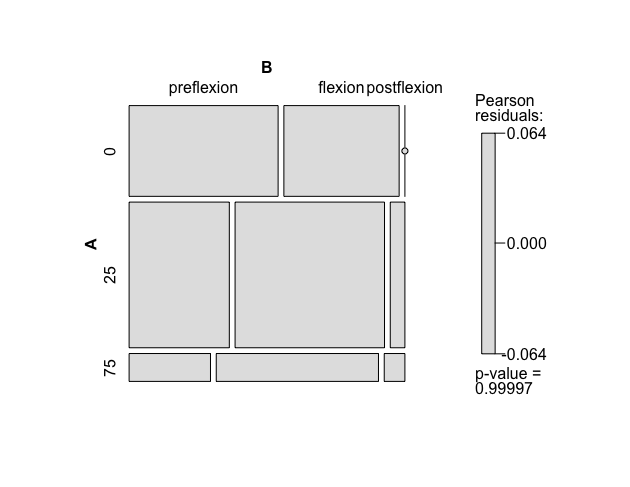 B
preflexion flexion postflexion
Pearson
residuals:
0.064
0
0.000
A
25
-0.064
75
p-value =
0.99997